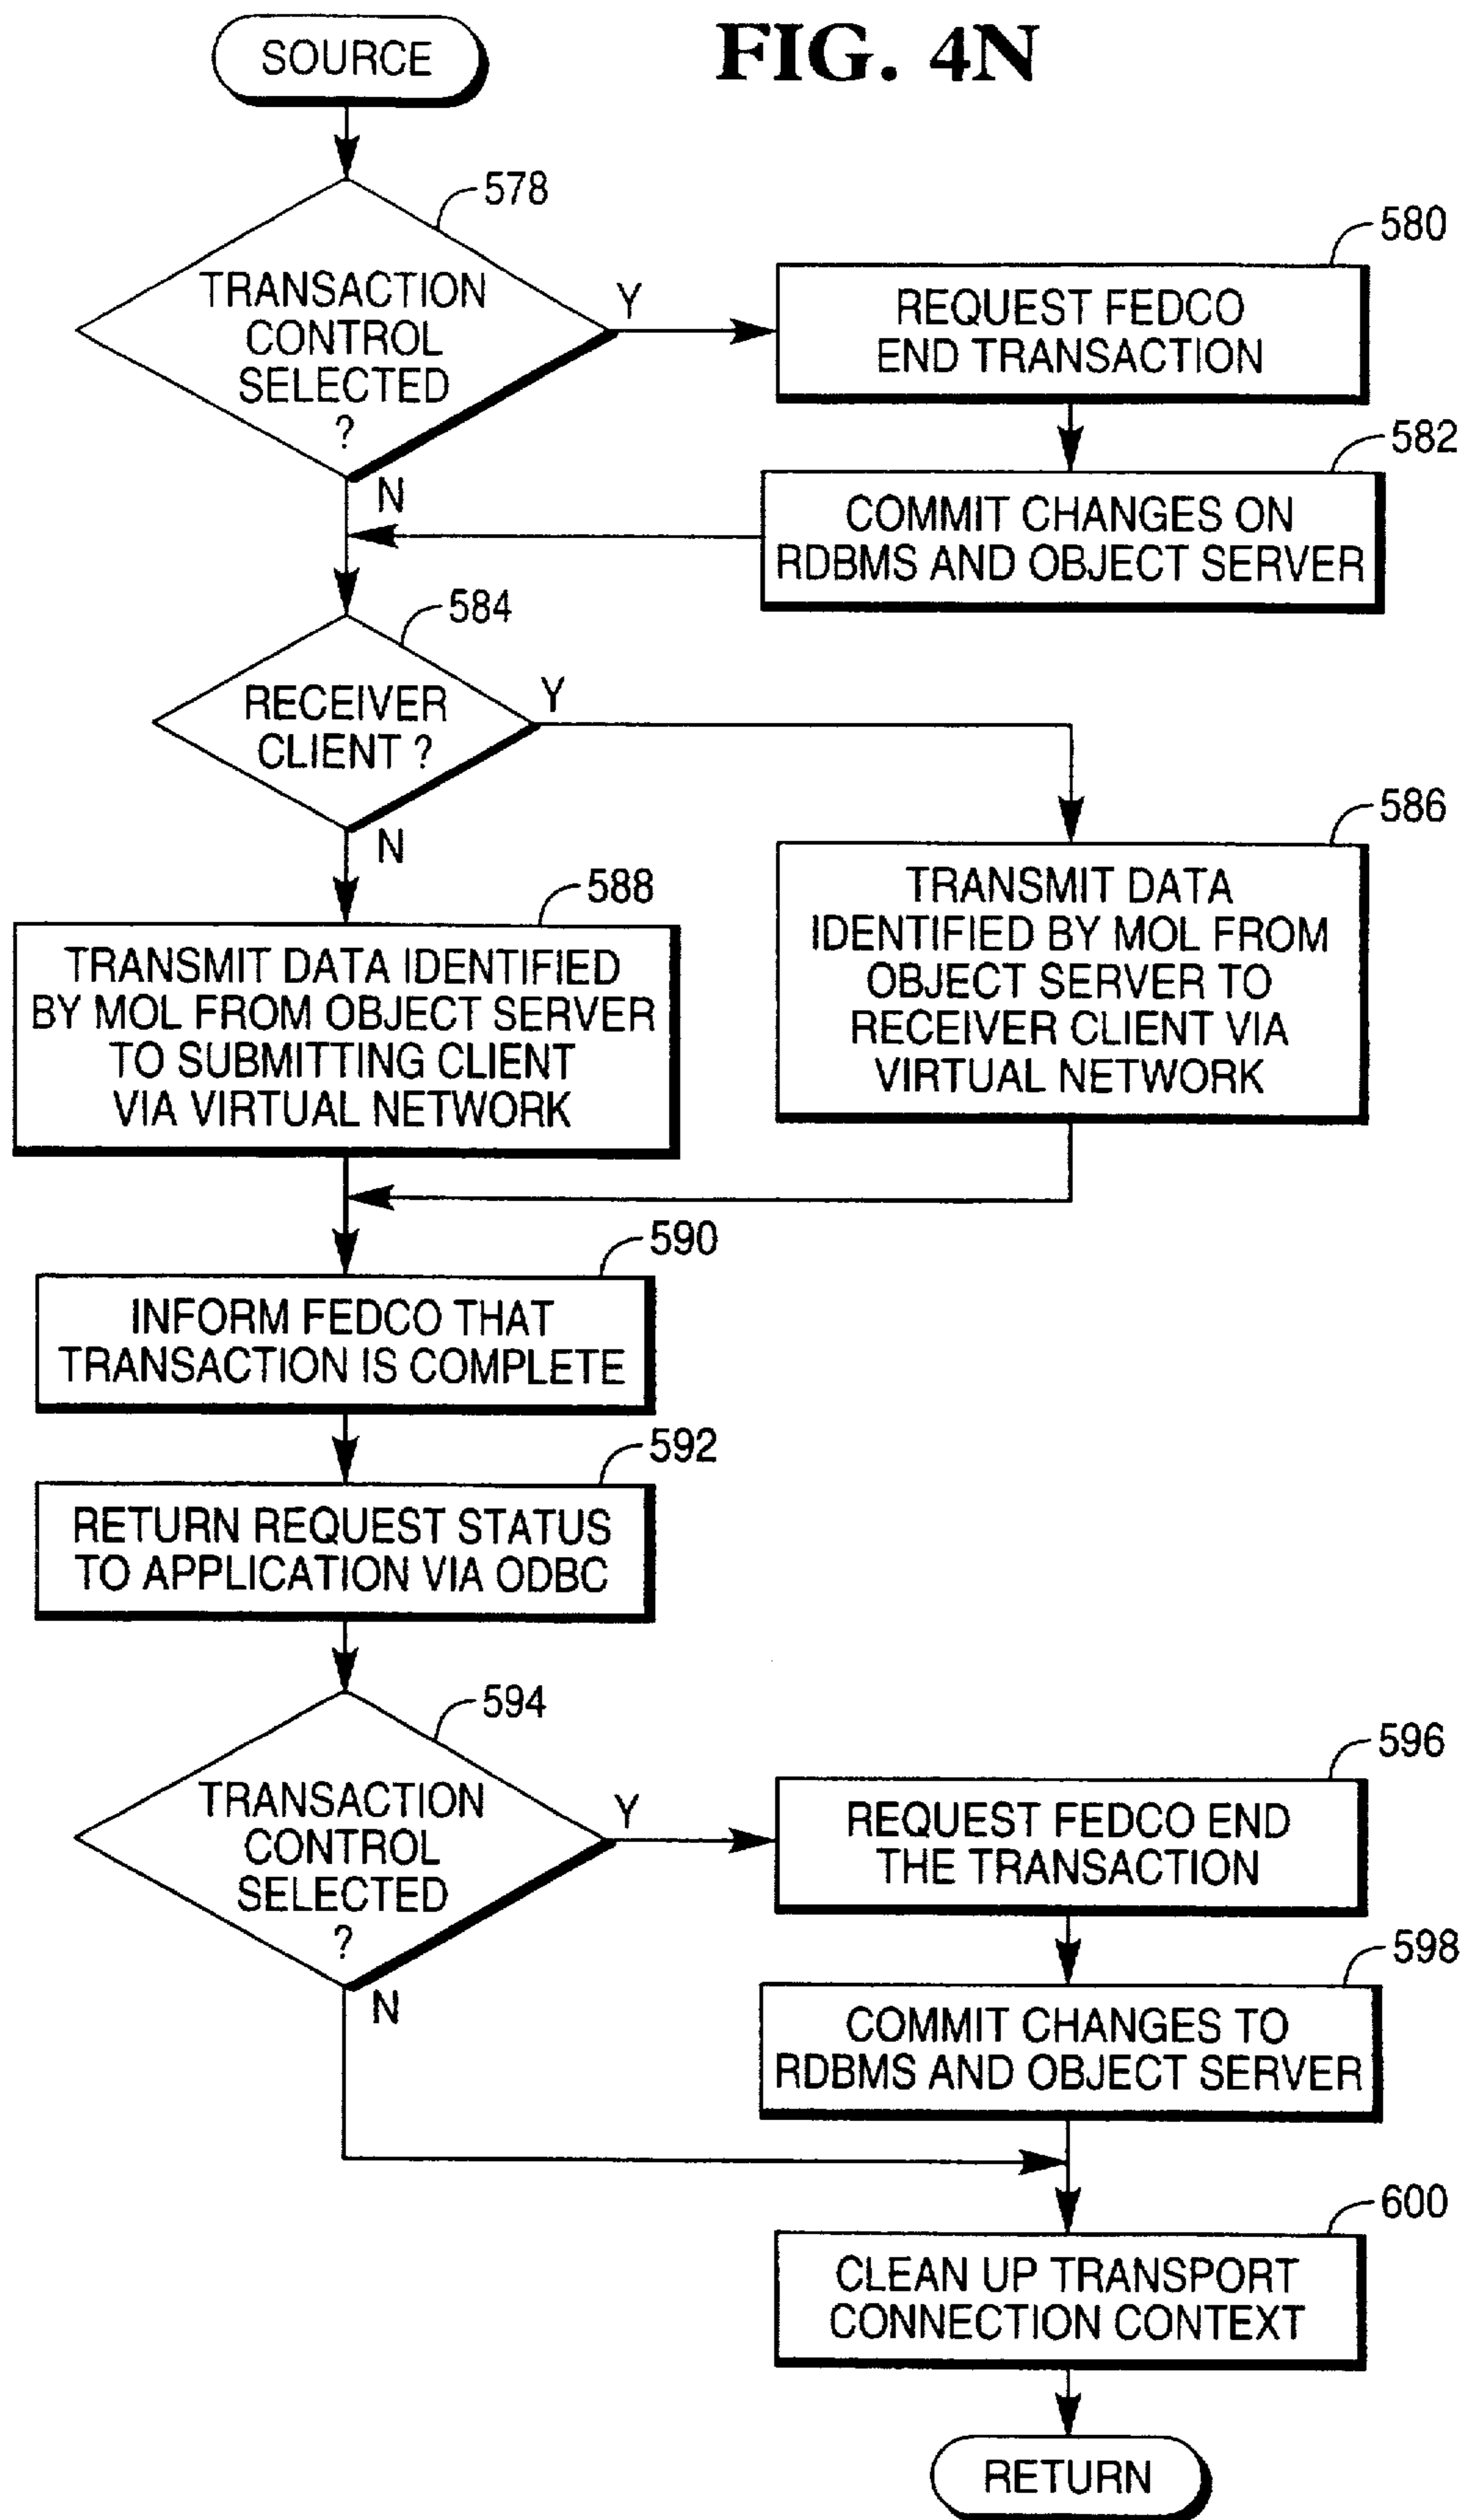 FIG. 4N
SOURCE
578
TRANSACTION
CONTROL
SELECTED
?
Y
N
580
REQUEST FEDCO
END TRANSACTION
582
COMMIT CHANGES ON
RDBMS AND OBJECT SERVER
584
RECEIVER
CLIENT ?
Y
N
586
TRANSMIT DATA
IDENTIFIED BY MOL FROM
OBJECT SERVER TO
RECEIVER CLIENT VIA
VIRTUAL NETWORK
588
TRANSMIT DATA IDENTIFIED
BY MOL FROM OBJECT SERVER
TO SUBMITTING CLIENT
VIA VIRTUAL NETWORK
590
INFORM FEDCO THAT
TRANSACTION IS COMPLETE
592
RETURN REQUEST STATUS
TO APPLICATION VIA ODBC
594
TRANSACTION
CONTROL
SELECTED
?
Y
N
596
REQUEST FEDCO END
THE TRANSACTION
598
COMMIT CHANGES TO
RDBMS AND OBJECT SERVER
600
CLEAN UP TRANSPORT
CONNECTION CONTEXT
RETURN